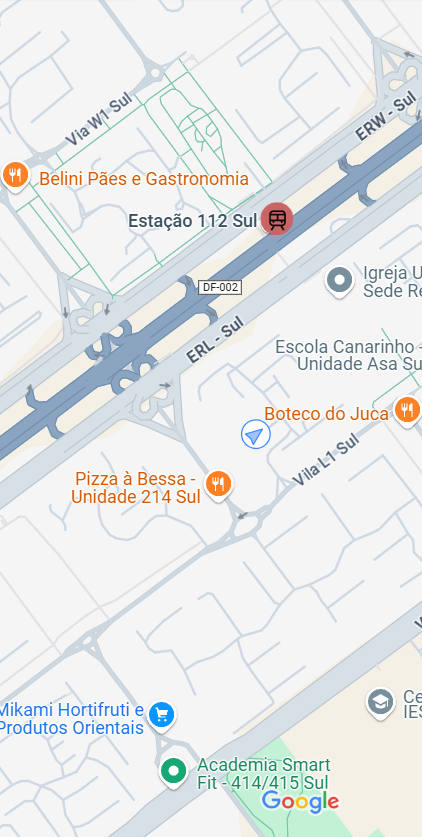 Via W1 Sul
ERW - Sul
Belini Pães e Gastronomia
Estação 112 Sul
DF-002
Igreja U
Sede Re
ERL - Sul
Escola Canarinho -
Unidade Asa Su
Boteco do Juca
Vila L1 Sul
Pizza à Bessa -
Unidade 214 Sul
Mikami Hortifruti e
Produtos Orientais
Ce
IES
Academia Smart
Fit - 414/415 Sul
Google